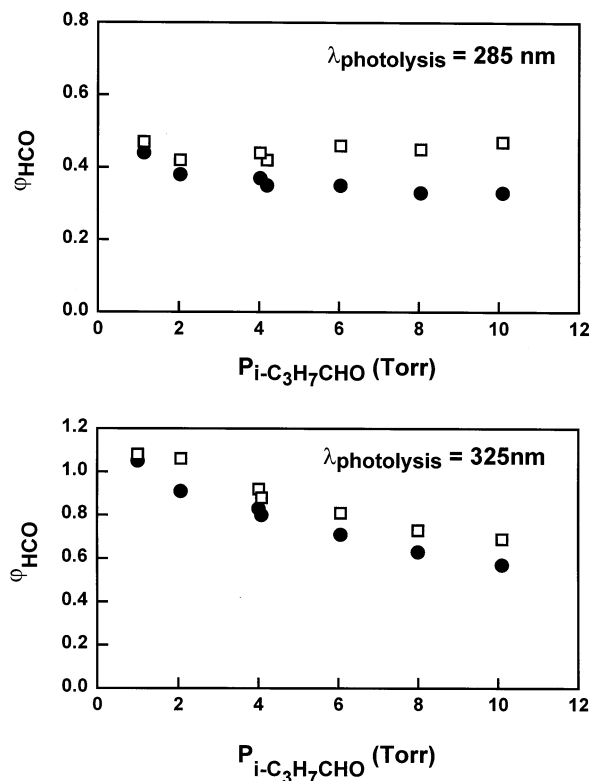 0.8
λphotolysis = 285 nm
0.6
φHCO
0.4
0.2
0.0
0 2 4 6 8 10 12
Pi-C3H7CHO (Torr)
1.2
λphotolysis = 325nm
1.0
0.8
φHCO
0.6
0.4
0.2
0.0
0 2 4 6 8 10 12
Pi-C3H7CHO (Torr)